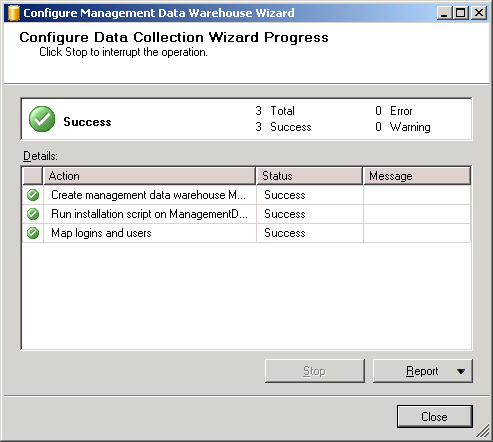 Configure Management Data Warehouse Wizard
Configure Data Collection Wizard Progress
Click Stop to interrupt the operation.
Success
3 Total 0 Error
3 Success 0 Warning
Details:
Action Status Message
Create management data warehouse M... Success
Run installation script on ManagementD... Success
Map logins and users Success
Stop Report
Close